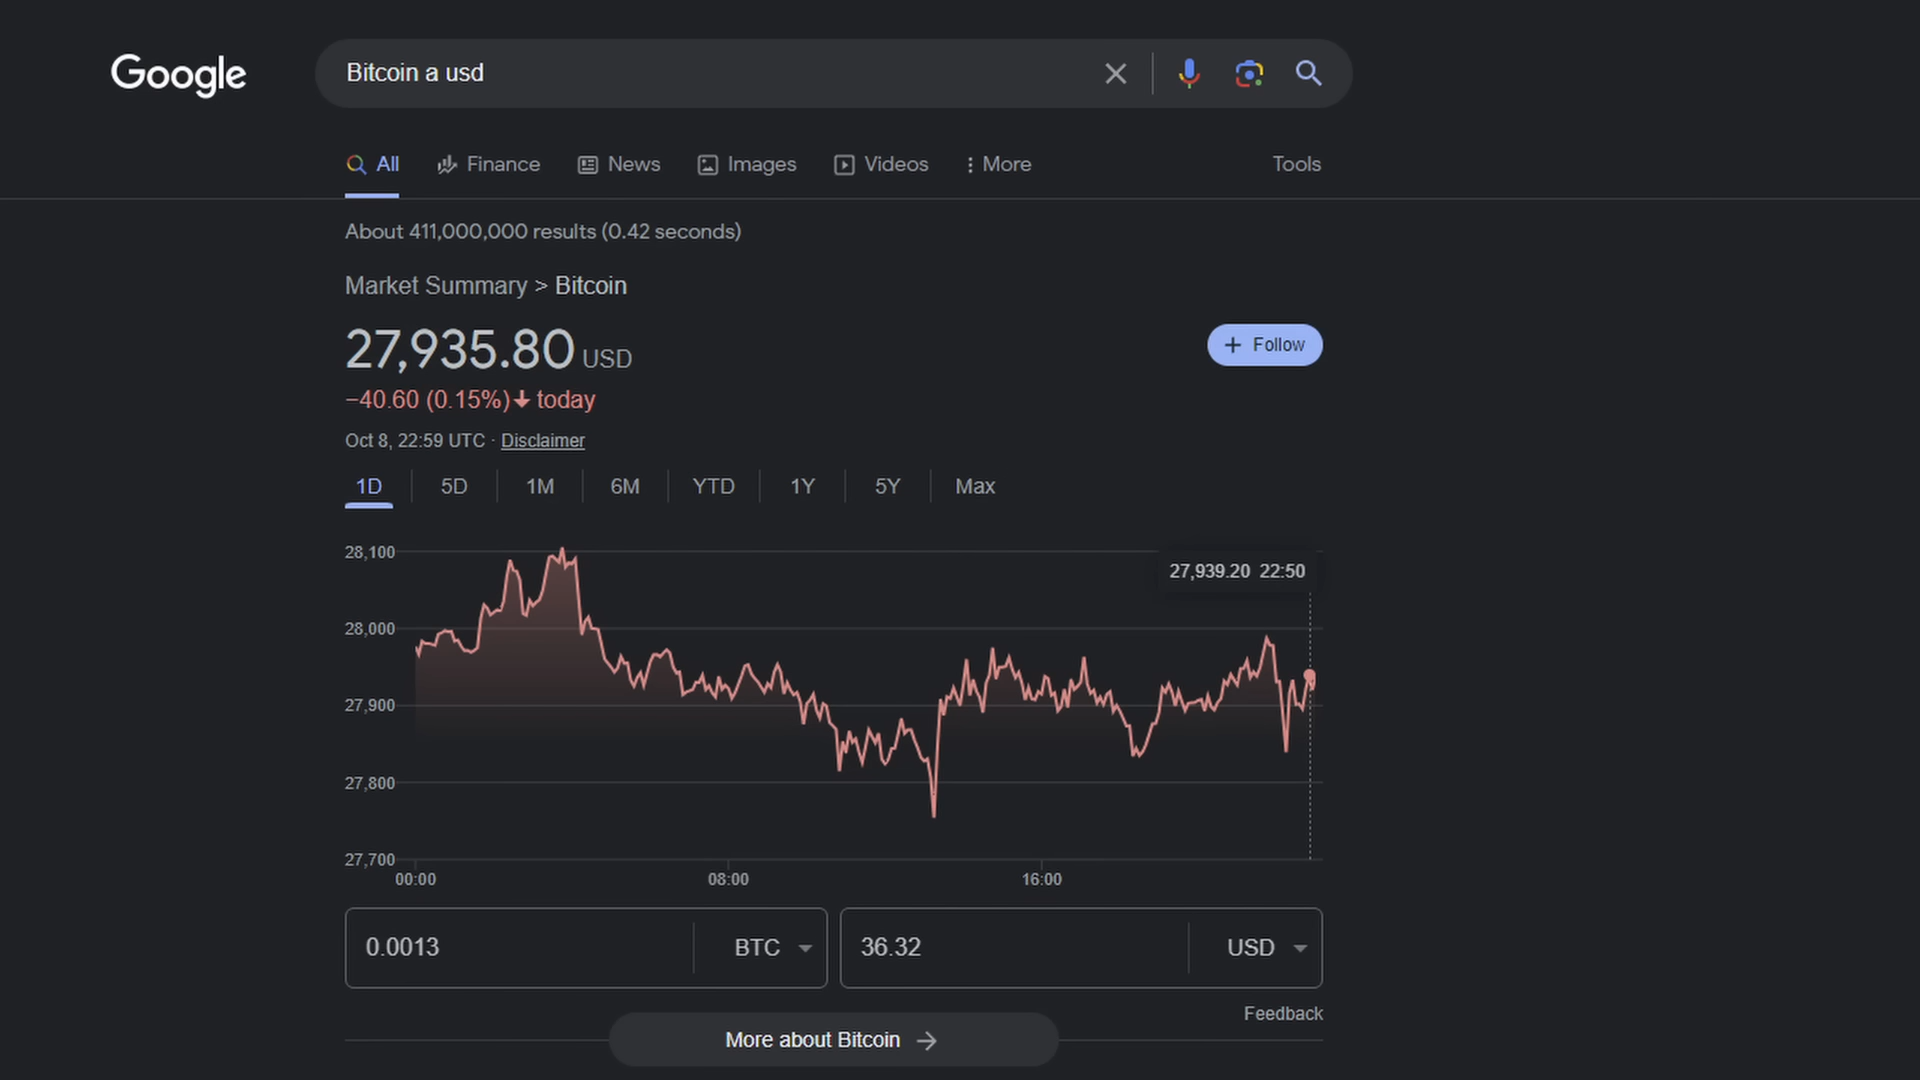 Google
Bitcoin a usd
All Finance News Images Videos More Tools
About 411,000,000 results (0.42 seconds)
Market Summary > Bitcoin
27,935.80 USD
+ Follow
−40.60 (0.15%) today
Oct 8, 22:59 UTC · Disclaimer
1D 5D 1M 6M YTD 1Y 5Y Max
28,100
27,939.20 22:50
28,000
27,900
27,800
27,700
00:00 08:00 16:00
0.0013 BTC 36.32 USD
Feedback
More about Bitcoin